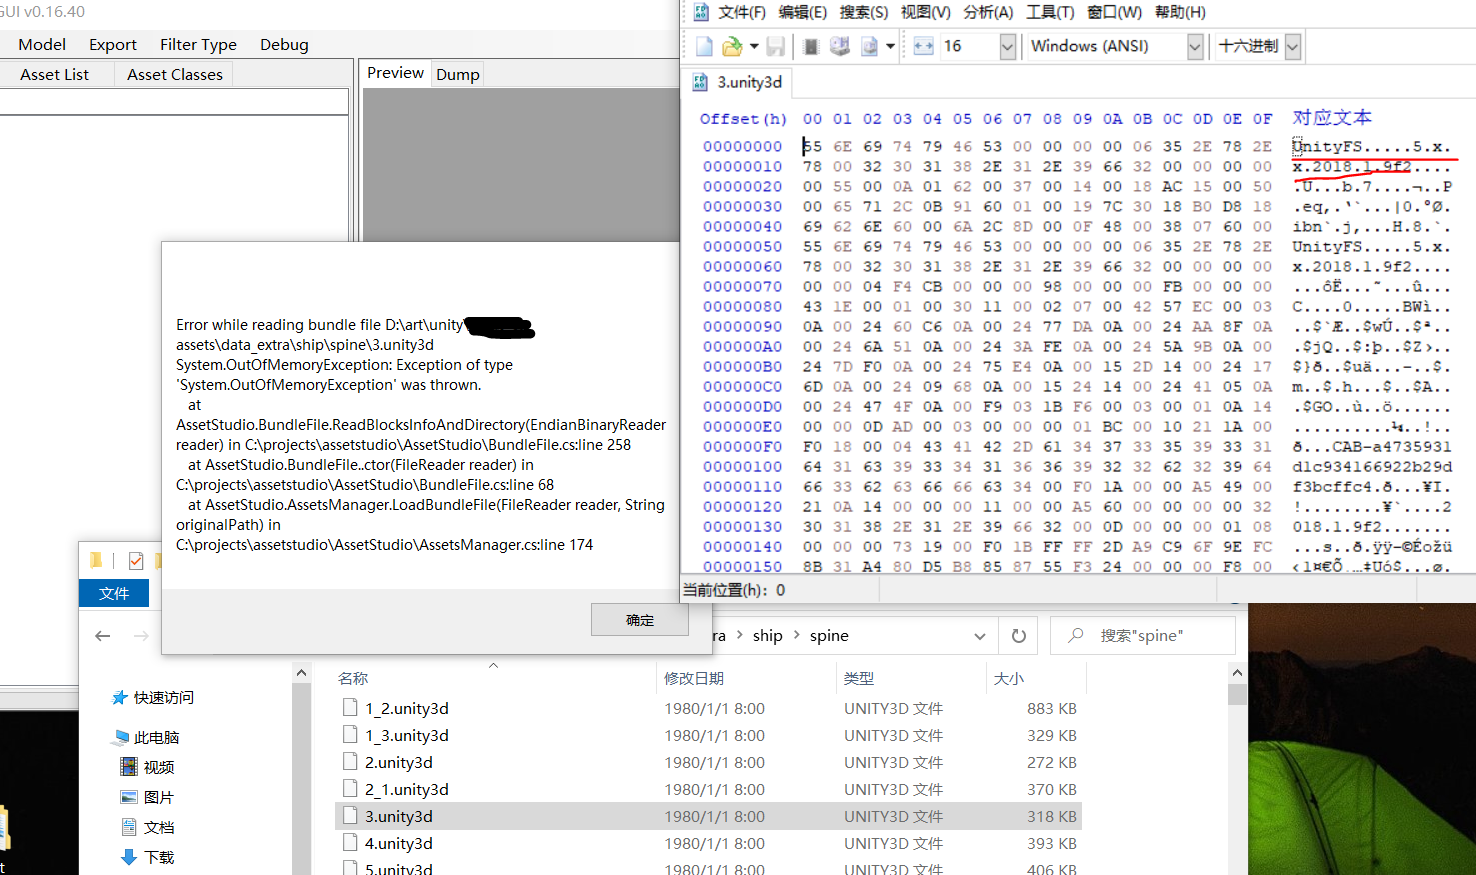 GUI v0.16.40
Model Export Filter Type Debug
Asset List Asset Classes
Preview Dump
Error while reading bundle file D:\art\unity\
assets\data_extra\ship\spine\3.unity3d
System.OutOfMemoryException: Exception of type
'System.OutOfMemoryException' was thrown.
at
AssetStudio.BundleFile.ReadBlocksInfoAndDirectory(EndianBinaryReader
reader) in C:\projects\assetstudio\AssetStudio\BundleFile.cs:line 258
at AssetStudio.BundleFile..ctor(FileReader reader) in
C:\projects\assetstudio\AssetStudio\BundleFile.cs:line 68
at AssetStudio.AssetsManager.LoadBundleFile(FileReader reader, String
originalPath) in
C:\projects\assetstudio\AssetStudio\AssetsManager.cs:line 174
确定
文件(F) 编辑(E) 搜索(S) 视图(V) 分析(A) 工具(T) 窗口(W) 帮助(H)
16 Windows (ANSI) 十六进制
3.unity3d
Offset(h) 00 01 02 03 04 05 06 07 08 09 0A 0B 0C 0D 0E 0F 对应文本
00000000 55 6E 69 74 79 46 53 00 00 00 00 06 35 2E 78 2E UnityFS.....5.x.
00000010 78 00 32 30 31 38 2E 31 2E 39 66 32 00 00 00 00 x.2018.1.9f2....
00000020 00 55 00 0A 01 62 00 37 00 14 00 18 AC 15 00 50 .U...b.7....¬..P
00000030 00 65 71 2C 0B 91 60 01 00 19 7C 30 18 B0 D8 18 .eq,.‘`...|0.°Ø.
00000040 69 62 6E 60 00 6A 2C 8D 00 0F 48 00 38 07 60 00 ibn`.j,...H.8.`.
00000050 55 6E 69 74 79 46 53 00 00 00 00 06 35 2E 78 2E UnityFS.....5.x.
00000060 78 00 32 30 31 38 2E 31 2E 39 66 32 00 00 00 00 x.2018.1.9f2....
00000070 00 00 04 F4 CB 00 00 00 98 00 00 00 FB 00 00 00 ...ôË...˜...û...
00000080 43 1E 00 01 00 30 11 00 02 07 00 42 57 EC 00 03 C....0.....BWì..
00000090 0A 00 24 60 C6 0A 00 24 77 DA 0A 00 24 AA 8F 0A ..$`Æ..$wÚ..$ª..
000000A0 00 24 6A 51 0A 00 24 3A FE 0A 00 24 5A 9B 0A 00 .$jQ..$:þ..$Z›..
000000B0 24 7D F0 0A 00 24 75 E4 0A 00 15 2D 14 00 24 17 $}ð..$uä...-..$.
000000C0 6D 0A 00 24 09 68 0A 00 15 24 14 00 24 41 05 0A m..$.h...$..$A..
000000D0 00 24 47 4F 0A 00 F9 03 1B F6 00 03 00 01 0A 14 .$GO..ù..ö......
000000E0 00 00 0D AD 00 03 00 00 00 01 BC 00 10 21 1A 00 ..........¼..!..
000000F0 F0 18 00 04 43 41 42 2D 61 34 37 33 35 39 33 31 ð...CAB-a4735931
00000100 64 31 63 39 33 34 31 36 36 39 32 32 62 32 39 64 d1c934166922b29d
00000110 66 33 62 63 66 66 63 34 00 F0 1A 00 00 A5 49 00 f3bcffc4.ð...¥I.
00000120 21 0A 14 00 00 00 11 00 00 A5 60 00 00 00 00 32 !........¥`....2
00000130 30 31 38 2E 31 2E 39 66 32 00 0D 00 00 00 01 08 018.1.9f2.......
00000140 00 00 00 73 19 00 F0 1B FF FF 2D A9 C9 6F 9E FC ...s..ð.ÿÿ-©Éožü
00000150 8B 31 A4 80 D5 B8 85 87 55 F3 24 00 00 00 F8 00 ‹1¤€Õ¸…‡Uó$...ø.
当前位置(h): 0
文件
ra › ship › spine
搜索"spine"
快速访问
此电脑
视频
图片
文档
下载
名称 修改日期 类型 大小
1_2.unity3d 1980/1/1 8:00 UNITY3D 文件 883 KB
1_3.unity3d 1980/1/1 8:00 UNITY3D 文件 329 KB
2.unity3d 1980/1/1 8:00 UNITY3D 文件 272 KB
2_1.unity3d 1980/1/1 8:00 UNITY3D 文件 370 KB
3.unity3d 1980/1/1 8:00 UNITY3D 文件 318 KB
4.unity3d 1980/1/1 8:00 UNITY3D 文件 393 KB
5.unity3d 1980/1/1 8:00 UNITY3D 文件 406 KB